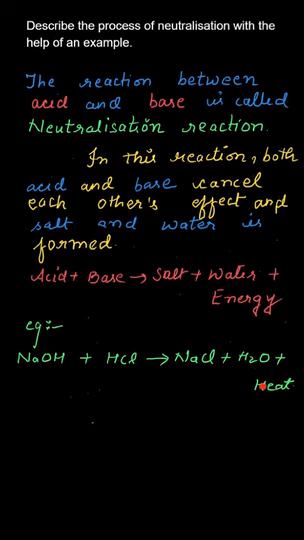 Describe the process of neutralisation with the
help of an example.
The reaction between
acid and base is called
Neutralisation reaction.
In this reaction, both
acid and base cancel
each other's effect and
salt and water is
formed
Acid + Base → Salt + Water +
Energy
eg:-
NaOH + HCl → NaCl + H2O +
Heat